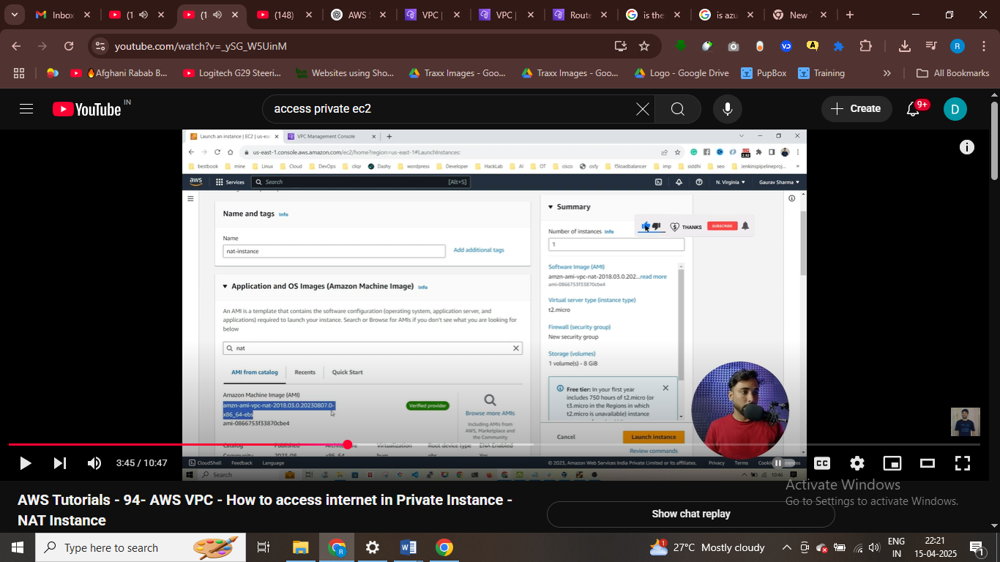 Inbox
(1
(1
(148)
AWS
VPC |
VPC |
Route
is the
is azu
New
youtube.com/watch?v=_ySG_W5UinM
Afghani Rabab B...
Logitech G29 Steeri...
Websites using Sho...
Traxx Images - Goo...
Traxx Images - Goo...
Logo - Google Drive
PupBox
Training
All Bookmarks
YouTube IN
access private ec2
Create
9+
D
Launch an instance | EC2 | us-ea
VPC Management Console
us-east-1.console.aws.amazon.com/ec2/home?region=us-east-1#LaunchInstances:
bestbook
mine
Linux
Cloud
DevOps
cliqr
Dashy
wordpress
Developer
HackLab
AI
OT
cisco
osfy
f5loadbalancer
imp
siddhi
seo
Jenkinspipelineproj...
aws
Services
Search
[Alt+S]
N. Virginia
Gaurav Sharma
Name and tags Info
Name
nat-instance
Add additional tags
Application and OS Images (Amazon Machine Image) Info
An AMI is a template that contains the software configuration (operating system, application server, and
applications) required to launch your instance. Search or Browse for AMIs if you don't see what you are looking for
below
nat
AMI from catalog
Recents
Quick Start
Amazon Machine Image (AMI)
amzn-ami-vpc-nat-2018.03.0.20230807.0-
x86_64-ebs
ami-0866753f33870cbe4
Verified provider
Browse more AMIs
Including AMIs from
AWS, Marketplace and
the Community
Catalog
Published
Virtualization
Root device type
ENA Enabled
Summary
THANKS
SUBSCRIBE
Number of instances Info
1
Software Image (AMI)
amzn-ami-vpc-nat-2018.03.0.202...read more
ami-0866753f33870cbe4
Virtual server type (instance type)
t2.micro
Firewall (security group)
New security group
Storage (volumes)
1 volume(s) - 8 GiB
Free tier: In your first year
includes 750 hours of t2.micro (or
t3.micro in the Regions in which
t2.micro is unavailable) instance
Cancel
Launch instance
Review commands
CloudShell
Feedback
Language
© 2023, Amazon Web Services India Private Limited or its affiliates.
Privacy
Terms
Search
10:46
3:45 / 10:47
CC
AWS Tutorials - 94- AWS VPC - How to access internet in Private Instance -
NAT Instance
Show chat replay
Activate Windows
Go to Settings to activate Windows.
Type here to search
27°C Mostly cloudy
ENG
IN
22:21
15-04-2025
1